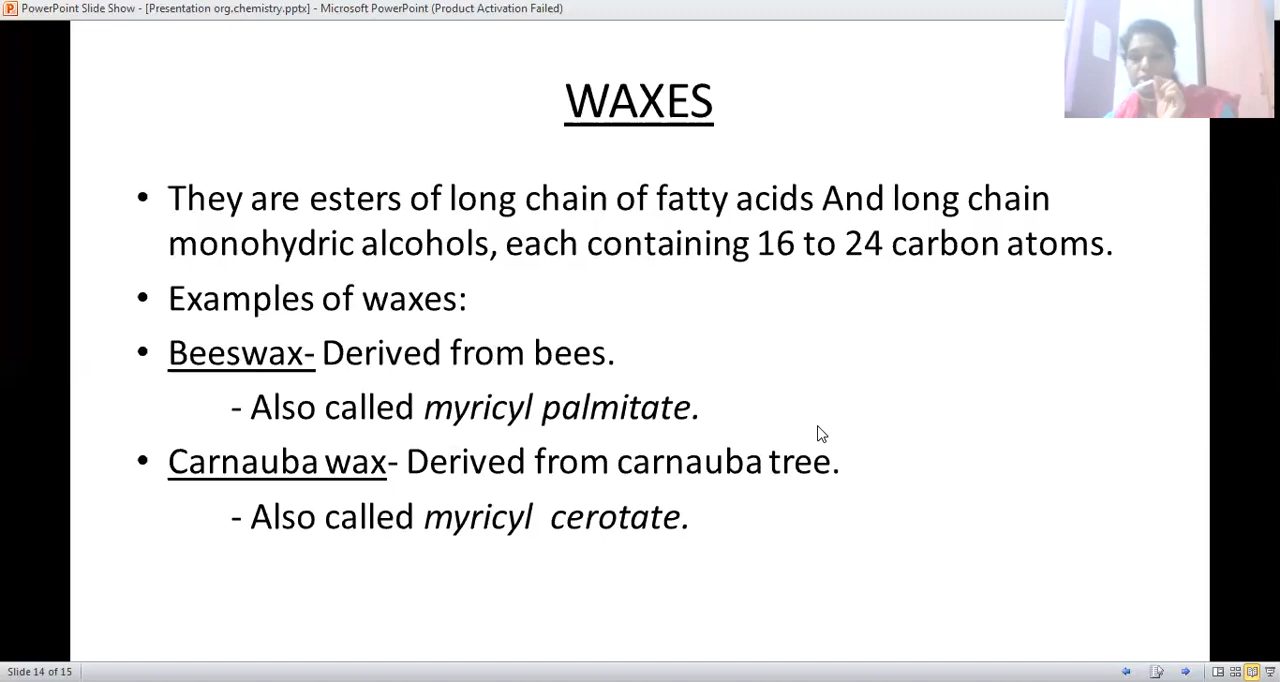 PowerPoint Slide Show - [Presentation org.chemistry.pptx] - Microsoft PowerPoint (Product Activation Failed)
WAXES
• They are esters of long chain of fatty acids And long chain
monohydric alcohols, each containing 16 to 24 carbon atoms.
• Examples of waxes:
• Beeswax- Derived from bees.
- Also called myricyl palmitate.
• Carnauba wax- Derived from carnauba tree.
- Also called myricyl cerotate.
Slide 14 of 15